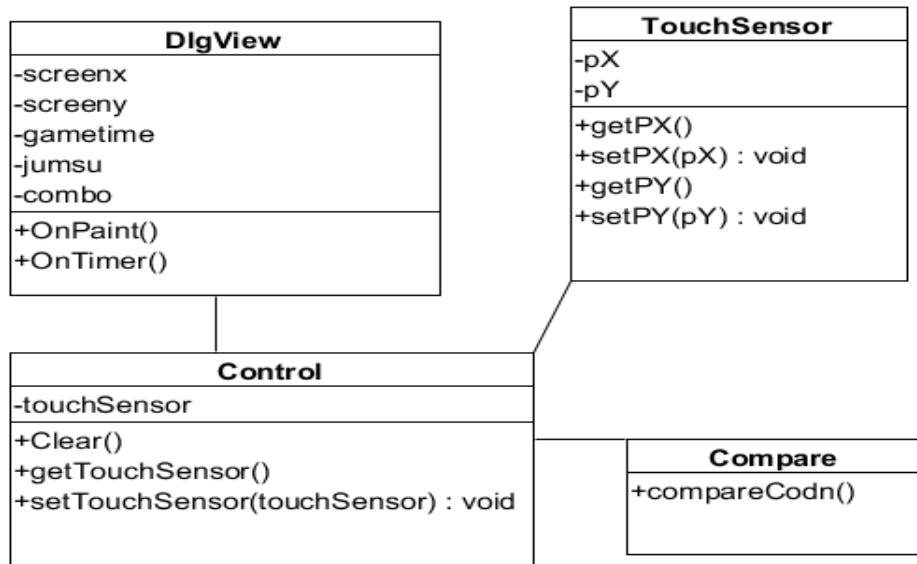 DlgView
-screenx
-screeny
-gametime
-jumsu
-combo
+OnPaint()
+OnTimer()
TouchSensor
-pX
-pY
+getPX()
+setPX(pX) : void
+getPY()
+setPY(pY) : void
Control
-touchSensor
+Clear()
+getTouchSensor()
+setTouchSensor(touchSensor) : void
Compare
+compareCodn()